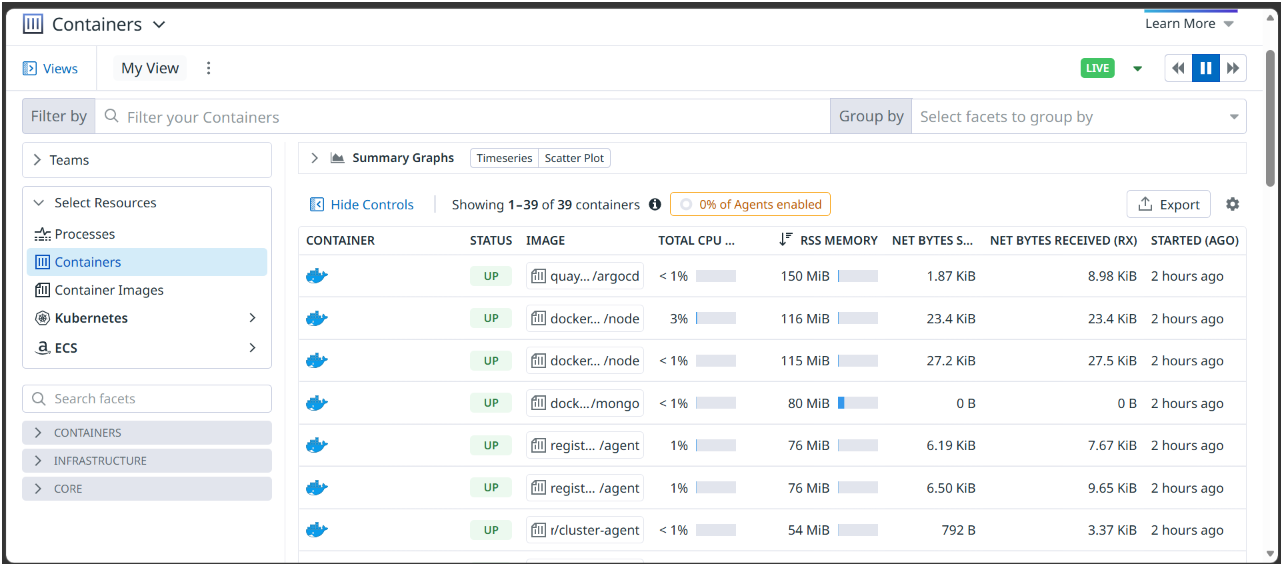 Containers
Learn More
Views
My View
LIVE
Filter by
Filter your Containers
Group by
Select facets to group by
Teams
Select Resources
Processes
Containers
Container Images
Kubernetes
ECS
Search facets
CONTAINERS
INFRASTRUCTURE
CORE
Summary Graphs Timeseries Scatter Plot
Hide Controls Showing 1–39 of 39 containers 0% of Agents enabled Export
CONTAINER STATUS IMAGE TOTAL CPU ... RSS MEMORY NET BYTES S... NET BYTES RECEIVED (RX) STARTED (AGO)
UP quay... /argocd < 1% 150 MiB 1.87 KiB 8.98 KiB 2 hours ago
UP docker... /node 3% 116 MiB 23.4 KiB 23.4 KiB 2 hours ago
UP docker... /node < 1% 115 MiB 27.2 KiB 27.5 KiB 2 hours ago
UP dock.../mongo < 1% 80 MiB 0 B 0 B 2 hours ago
UP regist... /agent 1% 76 MiB 6.19 KiB 7.67 KiB 2 hours ago
UP regist... /agent 1% 76 MiB 6.50 KiB 9.65 KiB 2 hours ago
UP r/cluster-agent < 1% 54 MiB 792 B 3.37 KiB 2 hours ago